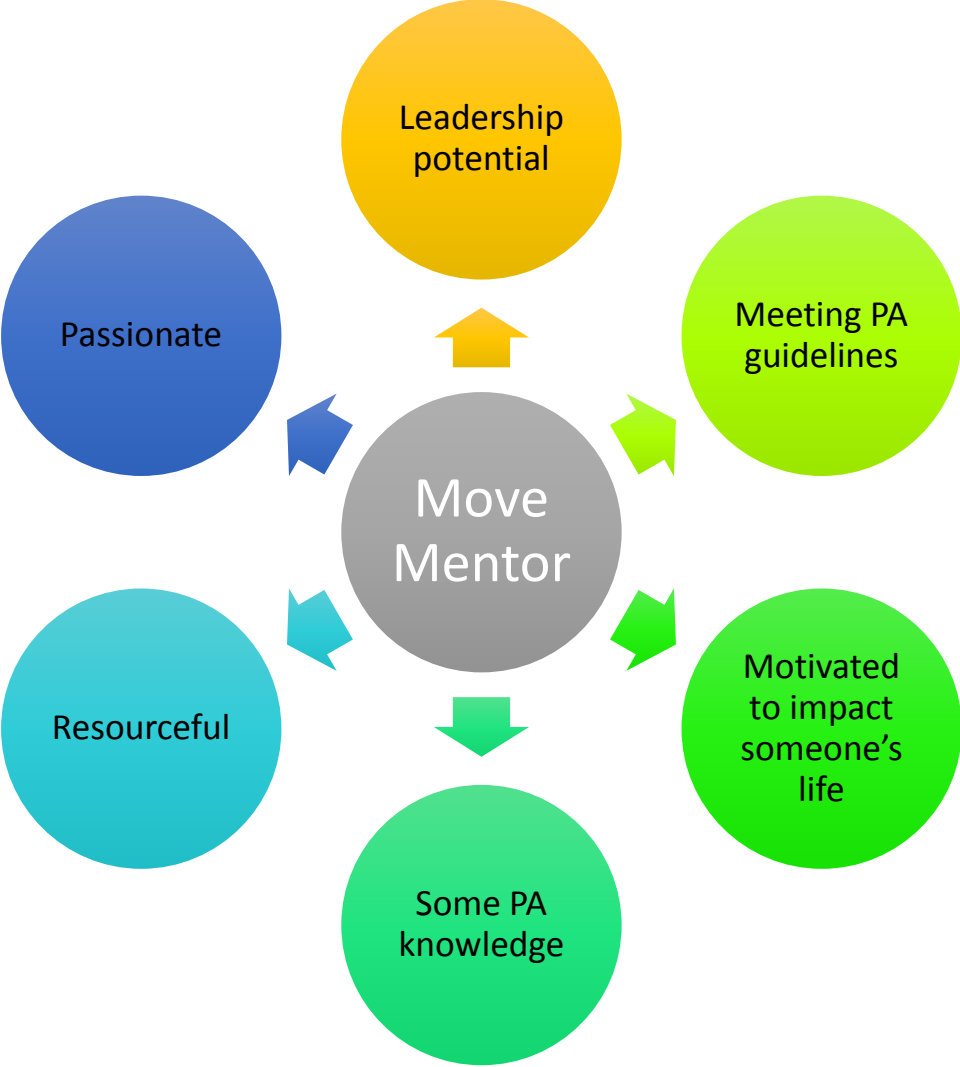 Leadership
potential
Meeting PA
guidelines
Motivated
to impact
someone’s
life
Some PA
knowledge
Resourceful
Passionate
Move
Mentor